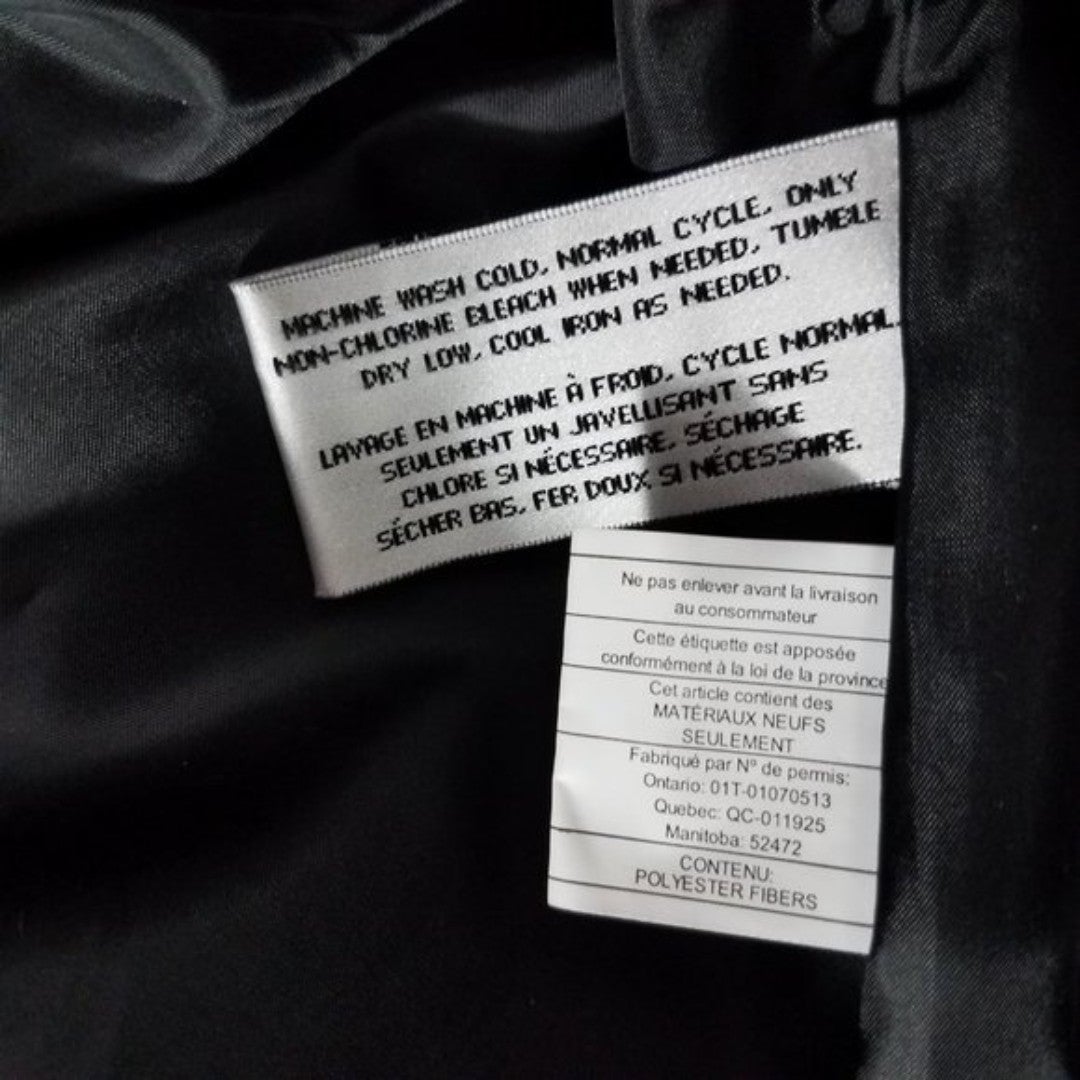 MACHINE WASH COLD, NORMAL CYCLE, ONLY
NON-CHLORINE BLEACH WHEN NEEDED, TUMBLE
DRY LOW, COOL IRON AS NEEDED.
LAVAGE EN MACHINE À FROID, CYCLE NORMAL,
SEULEMENT UN JAVELLISANT SANS
CHLORE SI NÉCESSAIRE, SÉCHAGE
SÉCHER BAS, FER DOUX SI NÉCESSAIRE.
Ne pas enlever avant la livraison
au consommateur
Cette étiquette est apposée
conformément à la loi de la province
Cet article contient des
MATÉRIAUX NEUFS
SEULEMENT
Fabriqué par Nº de permis:
Ontario: 01T-01070513
Quebec: QC-011925
Manitoba: 52472
CONTENU:
POLYESTER FIBERS